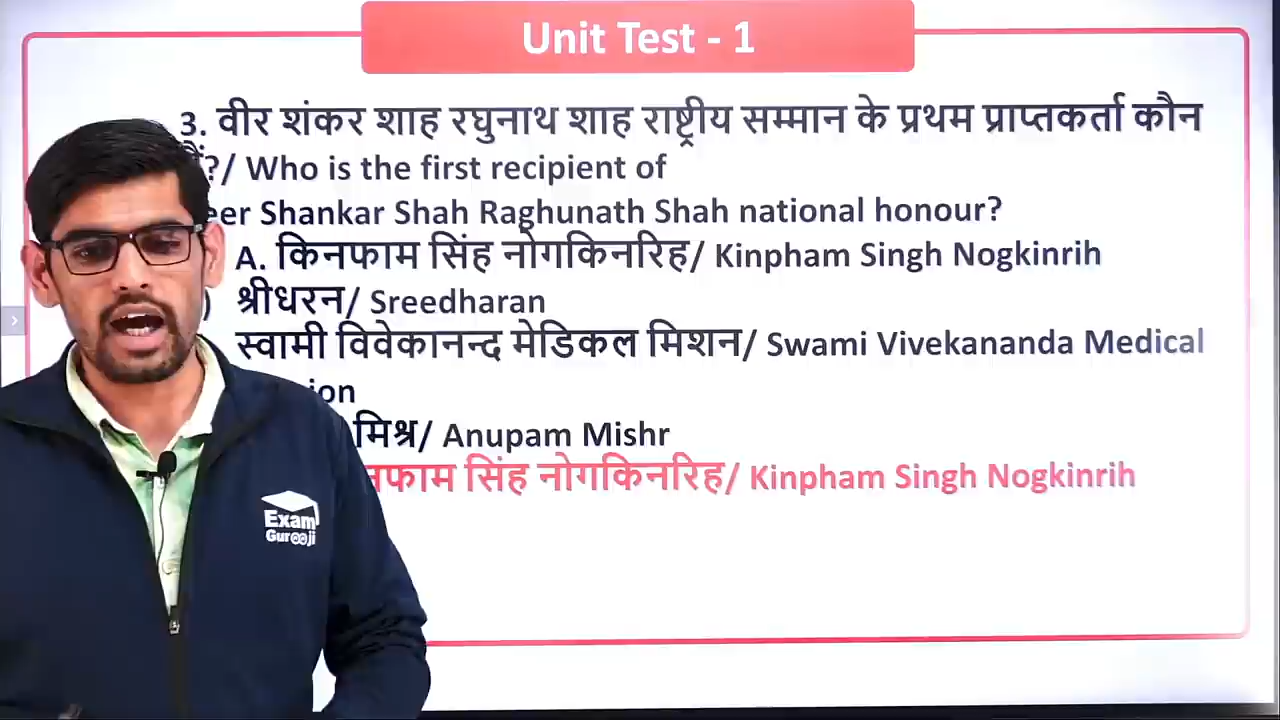 Unit Test - 1
3. वीर शंकर शाह रघुनाथ शाह राष्ट्रीय सम्मान के प्रथम प्राप्तकर्ता कौन
?/ Who is the first recipient of
Shankar Shah Raghunath Shah national honour?
A. किनफाम सिंह नोगकिनरिह/ Kinpham Singh Nogkinrih
श्रीधरन/ Sreedharan
स्वामी विवेकानन्द मेडिकल मिशन/ Swami Vivekananda Medical
मिश्र/ Anupam Mishr
सिंह नोगकिनरिह/ Kinpham Singh Nogkinrih
Exam
Gurooji